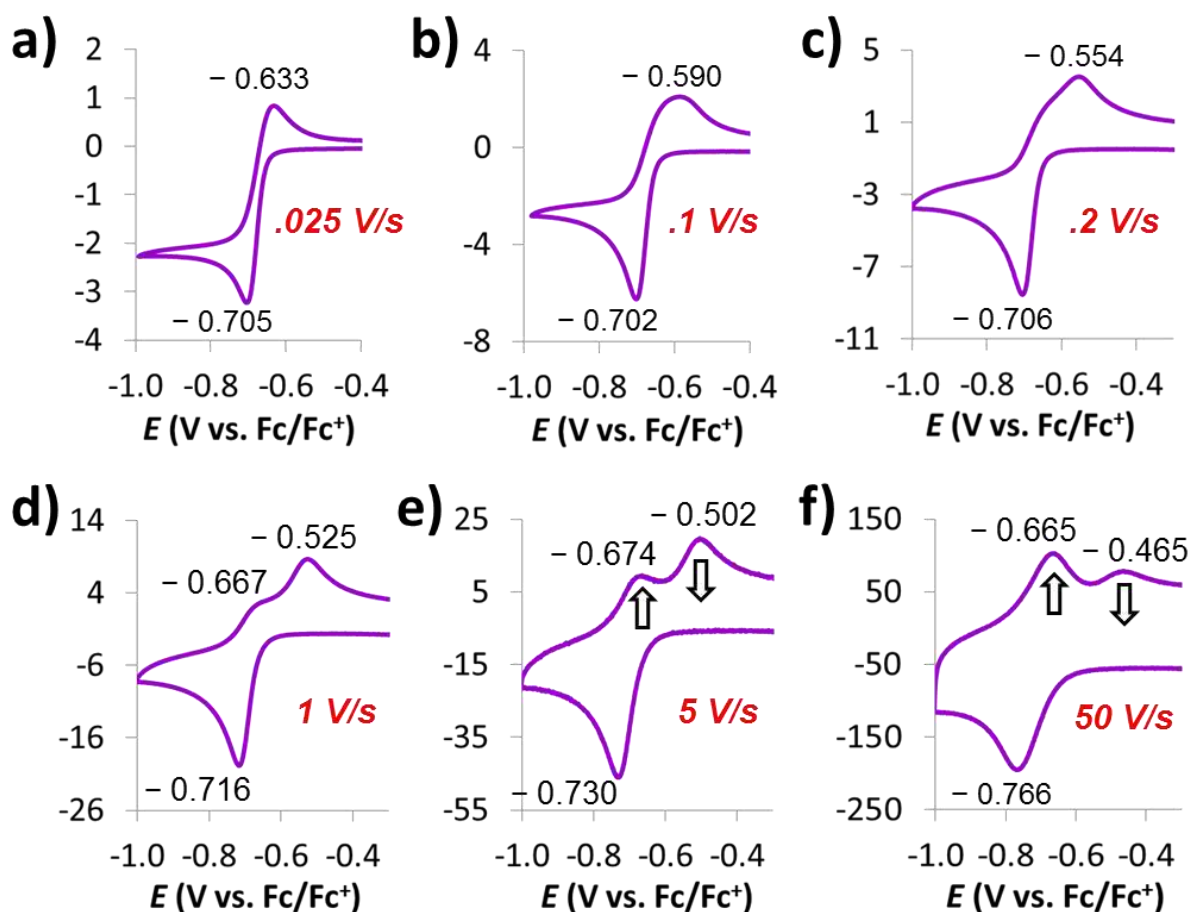 a)
2
1
0
-1
-2
-3
-4
− 0.633
.025 V/s
− 0.705
-1.0 -0.8 -0.6 -0.4
E (V vs. Fc/Fc⁺)
b)
4
0
-4
-8
− 0.590
.1 V/s
− 0.702
-1.0 -0.8 -0.6 -0.4
E (V vs. Fc/Fc⁺)
c)
5
1
-3
-7
-11
− 0.554
.2 V/s
− 0.706
-1.0 -0.8 -0.6 -0.4
E (V vs. Fc/Fc⁺)
d)
14
4
-6
-16
-26
− 0.525
− 0.667
1 V/s
− 0.716
-1.0 -0.8 -0.6 -0.4
E (V vs. Fc/Fc⁺)
e)
25
5
-15
-35
-55
− 0.502
− 0.674
5 V/s
− 0.730
-1.0 -0.8 -0.6 -0.4
E (V vs. Fc/Fc⁺)
f)
150
50
-50
-150
-250
− 0.665
− 0.465
50 V/s
− 0.766
-1.0 -0.8 -0.6 -0.4
E (V vs. Fc/Fc⁺)